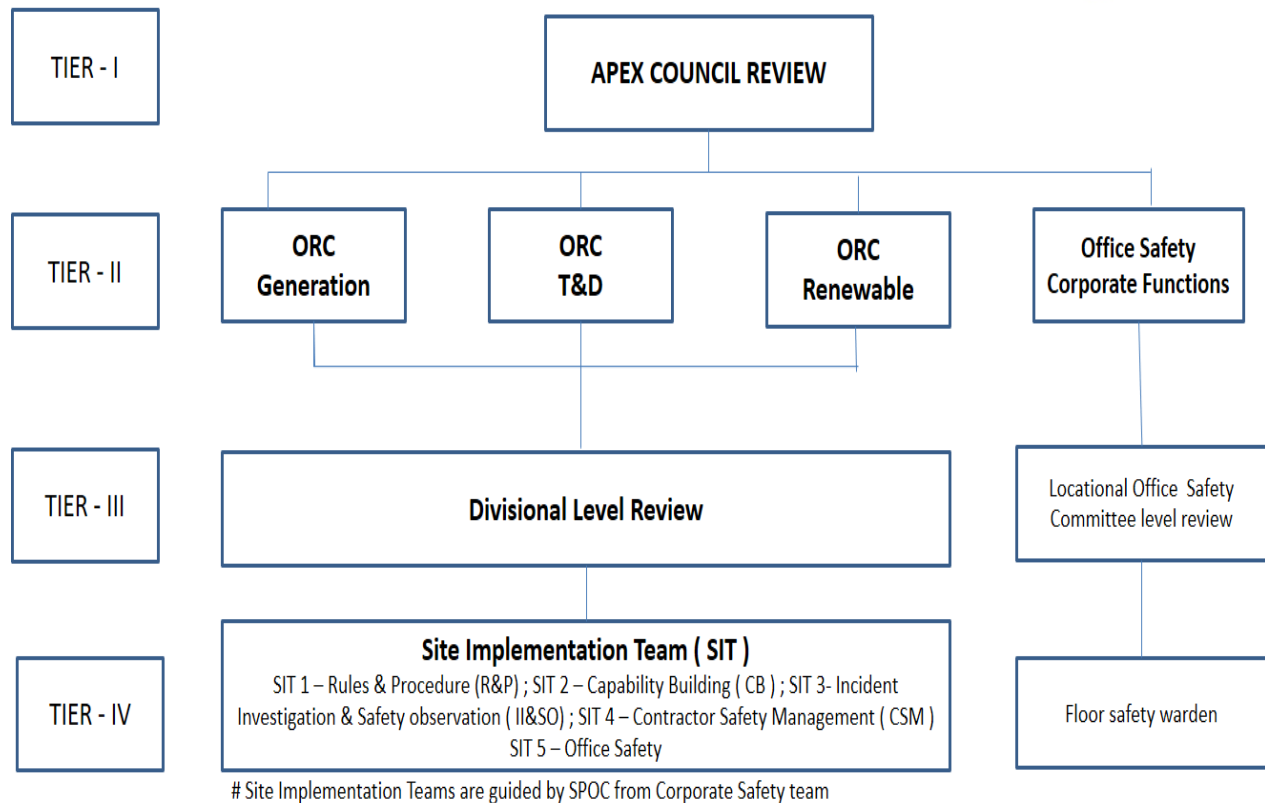 TIER - I
APEX COUNCIL REVIEW
TIER - II
ORC
Generation
ORC
T&D
ORC
Renewable
Office Safety
Corporate Functions
TIER - III
Divisional Level Review
Locational Office Safety
Committee level review
TIER - IV
Site Implementation Team ( SIT )
SIT 1 – Rules & Procedure (R&P) ; SIT 2 – Capability Building ( CB ) ; SIT 3- Incident
Investigation & Safety observation ( II&SO) ; SIT 4 – Contractor Safety Management ( CSM )
SIT 5 – Office Safety
Floor safety warden
# Site Implementation Teams are guided by SPOC from Corporate Safety team